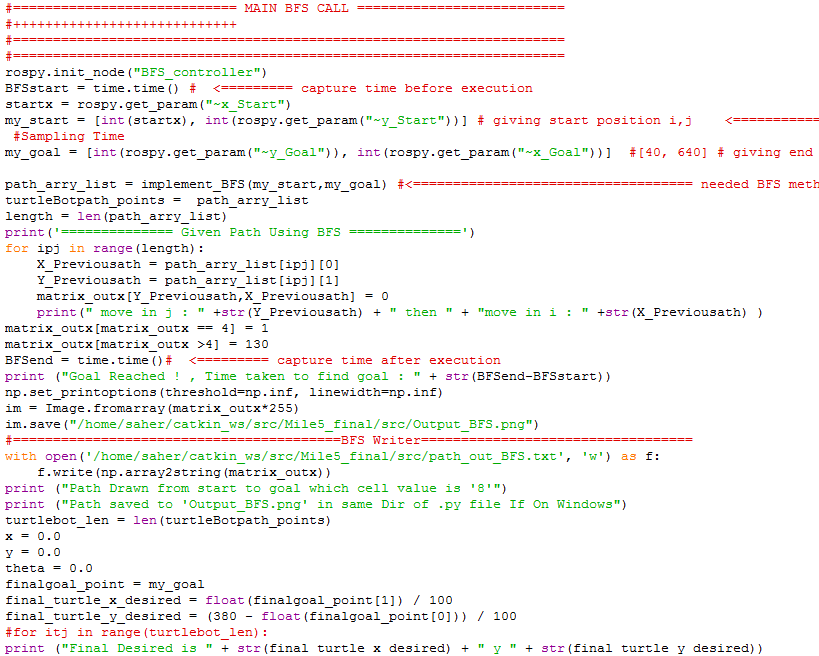 #============================ MAIN BFS CALL ==========================
#++++++++++++++++++++++++++++
#=====================================================================
#=====================================================================
rospy.init_node("BFS_controller")
BFSstart = time.time() #  <========= capture time before execution
startx = rospy.get_param("~x_Start")
my_start = [int(startx), int(rospy.get_param("~y_Start"))] # giving start position i,j    <===========
 #Sampling Time
my_goal = [int(rospy.get_param("~y_Goal")), int(rospy.get_param("~x_Goal"))]  #[40, 640] # giving end
path_arry_list = implement_BFS(my_start,my_goal) #<=================================== needed BFS meth
turtleBotpath_points =  path_arry_list
length = len(path_arry_list)
print('============== Given Path Using BFS ==============')
for ipj in range(length):
    X_Previousath = path_arry_list[ipj][0]
    Y_Previousath = path_arry_list[ipj][1]
    matrix_outx[Y_Previousath,X_Previousath] = 0
    print(" move in j : " +str(Y_Previousath) + " then " + "move in i : " +str(X_Previousath) )
matrix_outx[matrix_outx == 4] = 1
matrix_outx[matrix_outx >4] = 130
BFSend = time.time()#  <========= capture time after execution
print ("Goal Reached ! , Time taken to find goal : " + str(BFSend-BFSstart))
np.set_printoptions(threshold=np.inf, linewidth=np.inf)
im = Image.fromarray(matrix_outx*255)
im.save("/home/saher/catkin_ws/src/Mile5_final/src/Output_BFS.png")
#=========================================BFS Writer==================================
with open('/home/saher/catkin_ws/src/Mile5_final/src/path_out_BFS.txt', 'w') as f:
    f.write(np.array2string(matrix_outx))
print ("Path Drawn from start to goal which cell value is '8'")
print ("Path saved to 'Output_BFS.png' in same Dir of .py file If On Windows")
turtlebot_len = len(turtleBotpath_points)
x = 0.0
y = 0.0
theta = 0.0
finalgoal_point = my_goal
final_turtle_x_desired = float(finalgoal_point[1]) / 100
final_turtle_y_desired = (380 - float(finalgoal_point[0])) / 100
#for itj in range(turtlebot_len):
print ("Final Desired is " + str(final_turtle_x_desired) + " y " + str(final_turtle_y_desired))